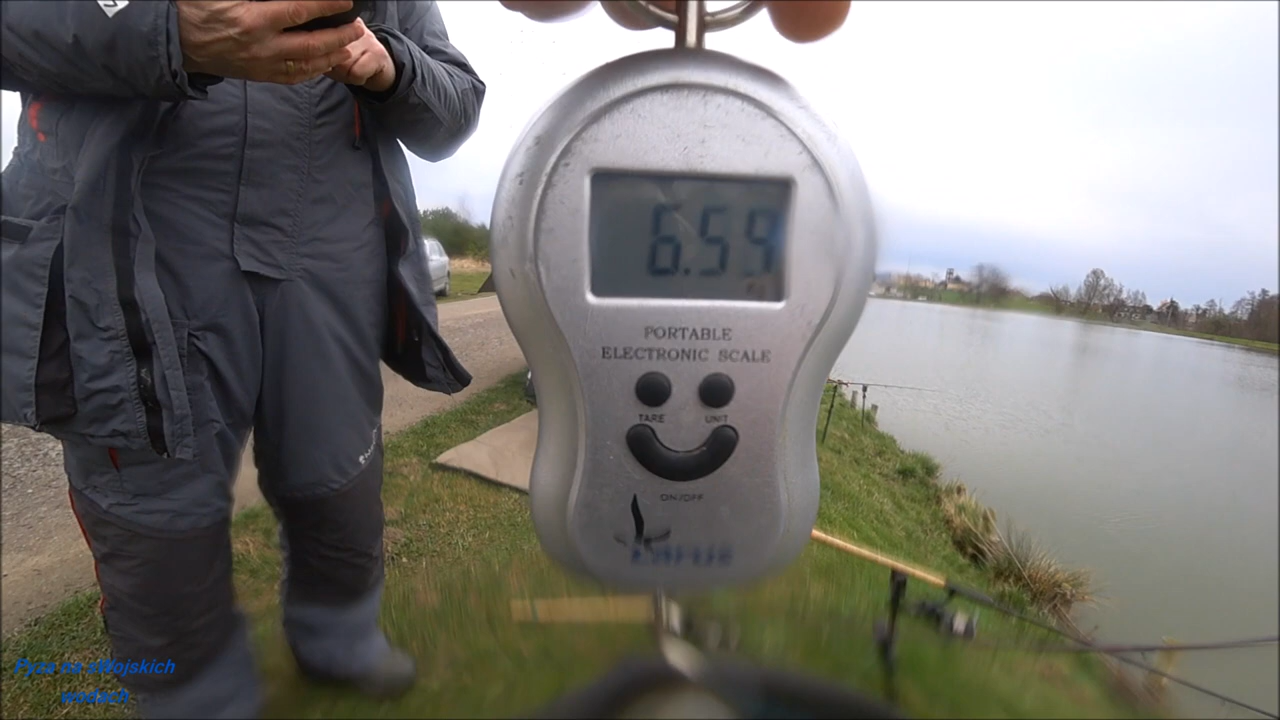 6.59
PORTABLE
ELECTRONIC SCALE
TARE UNIT
ON/OFF
Pyza na sWojskich
wodach